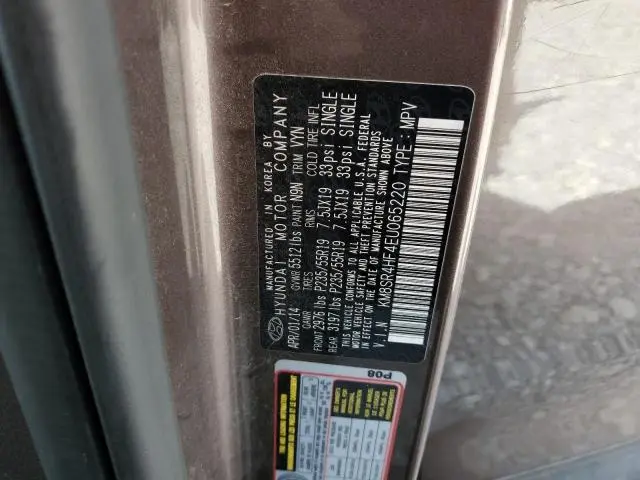 MANUFACTURED IN KOREA BY
HYUNDAI MOTOR COMPANY
APR/01/14 GVWR 5512 lbs PAINT N9N TRIM VYN
GAWR TIRES RIMS COLD TIRE INFL
FRONT 2976 lbs P235/55R19 7.5JX19 33psi SINGLE
REAR 3197 lbs P235/55R19 7.5JX19 33psi SINGLE
THIS VEHICLE CONFORMS TO ALL APPLICABLE U.S.A. FEDERAL
MOTOR VEHICLE SAFETY AND THEFT PREVENTION STANDARDS
IN EFFECT ON THE DATE OF MANUFACTURE SHOWN ABOVE
V.I.N KM8SR4HF4EU065220 TYPE: MPV
P08